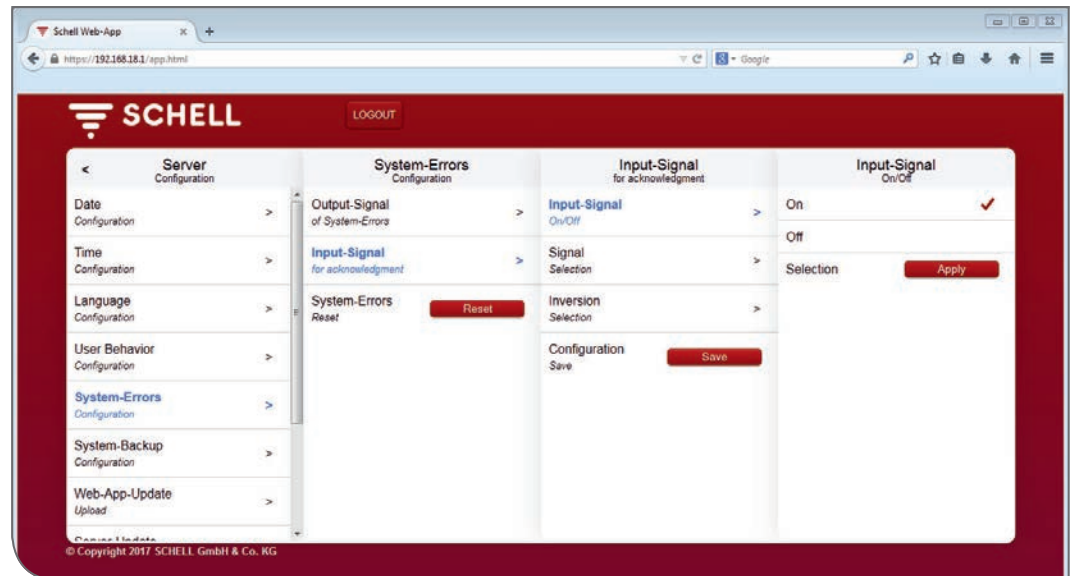 Schell Web-App
https://192.168.18.1/app.html
Google
SCHELL
LOGOUT
<
Server
Configuration
Date
Configuration
>
Time
Configuration
>
Language
Configuration
>
User Behavior
Configuration
>
System-Errors
Configuration
>
System-Backup
Configuration
>
Web-App-Update
Upload
>
Server Update
System-Errors
Configuration
Output-Signal
of System-Errors
>
Input-Signal
for acknowledgment
>
System-Errors
Reset
Reset
Input-Signal
for acknowledgment
Input-Signal
On/Off
>
Signal
Selection
>
Inversion
Selection
>
Configuration
Save
Save
Input-Signal
On/Off
On
Off
Selection
Apply
© Copyright 2017 SCHELL GmbH & Co. KG